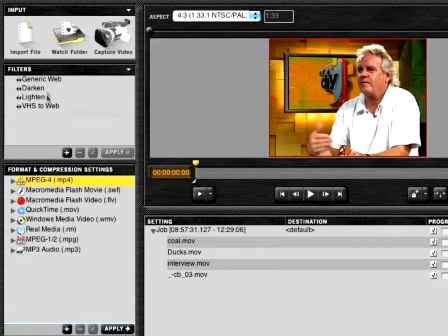 INPUT
Import File
Watch Folder
Capture Video
FILTERS
Generic Web
Darken
Lighten
VHS to Web
APPLY
FORMAT & COMPRESSION SETTINGS
MPEG-4 (.mp4)
Macromedia Flash Movie (.swf)
Macromedia Flash Video (.flv)
QuickTime (.mov)
Windows Media Video (.wmv)
Real Media (.rm)
MPEG-1/2 (.mpg)
MP3 Audio (.mp3)
APPLY
ASPECT
4:3 (1.33:1 NTSC/PAL)
1.33
00:00:00.00
SETTING DESTINATION PROGR
Job [08:57:31.127 - 12:29:06] <default>
coal.mov
Ducks.mov
interview.mov
_-cb_03.mov